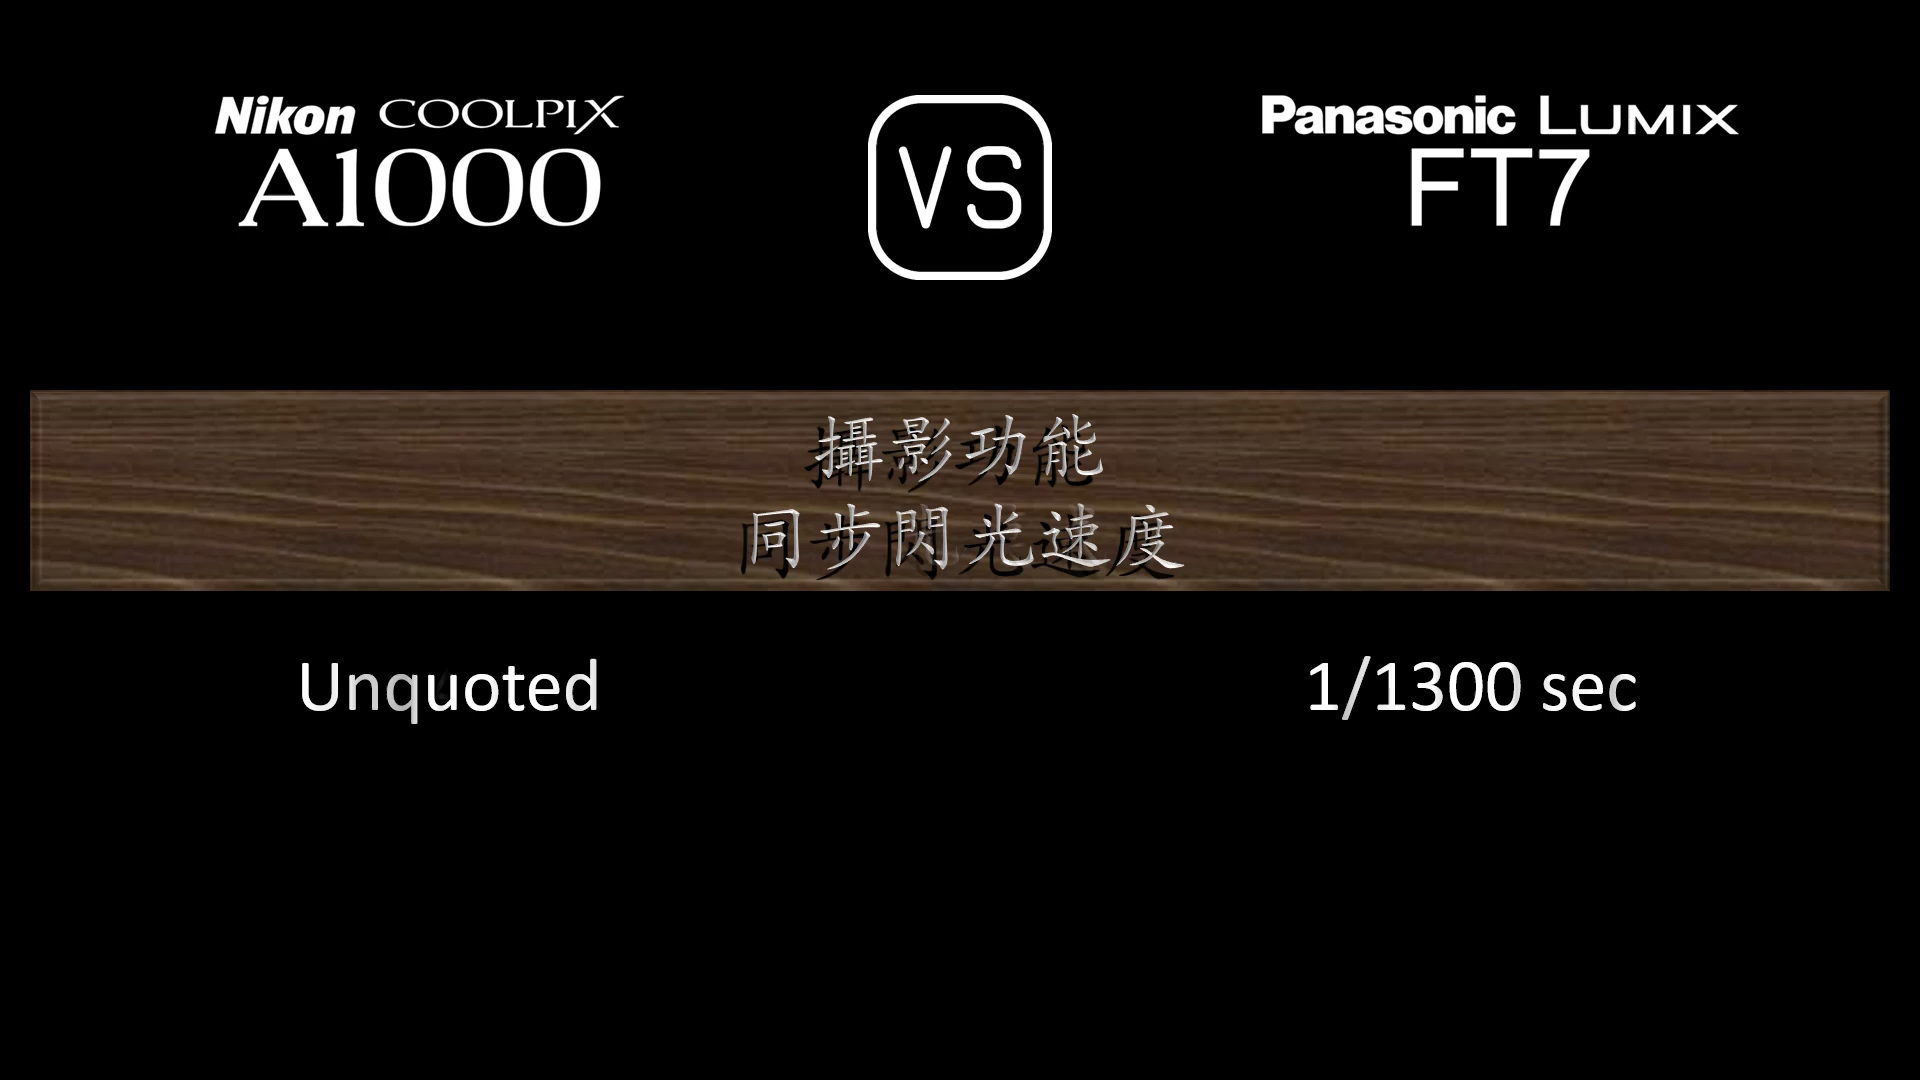 Nikon COOLPIX
A1000
VS
Panasonic LUMIX
FT7
攝影功能
同步閃光速度
Unquoted
1/1300 sec